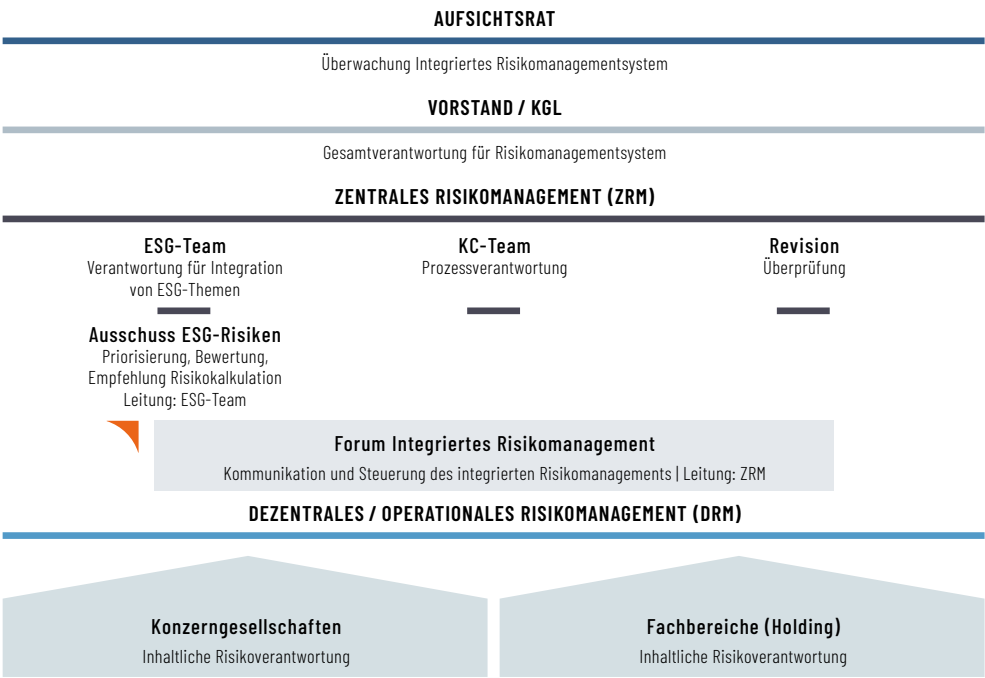 AUFSICHTSRAT
Überwachung Integriertes Risikomanagementsystem
VORSTAND / KGL
Gesamtverantwortung für Risikomanagementsystem
ZENTRALES RISIKOMANAGEMENT (ZRM)
ESG-Team
Verantwortung für Integration
von ESG-Themen
KC-Team
Prozessverantwortung
Revision
Überprüfung
Ausschuss ESG-Risiken
Priorisierung, Bewertung,
Empfehlung Risikokalkulation
Leitung: ESG-Team
Forum Integriertes Risikomanagement
Kommunikation und Steuerung des integrierten Risikomanagements | Leitung: ZRM
DEZENTRALES / OPERATIONALES RISIKOMANAGEMENT (DRM)
Konzerngesellschaften
Inhaltliche Risikoverantwortung
Fachbereiche (Holding)
Inhaltliche Risikoverantwortung